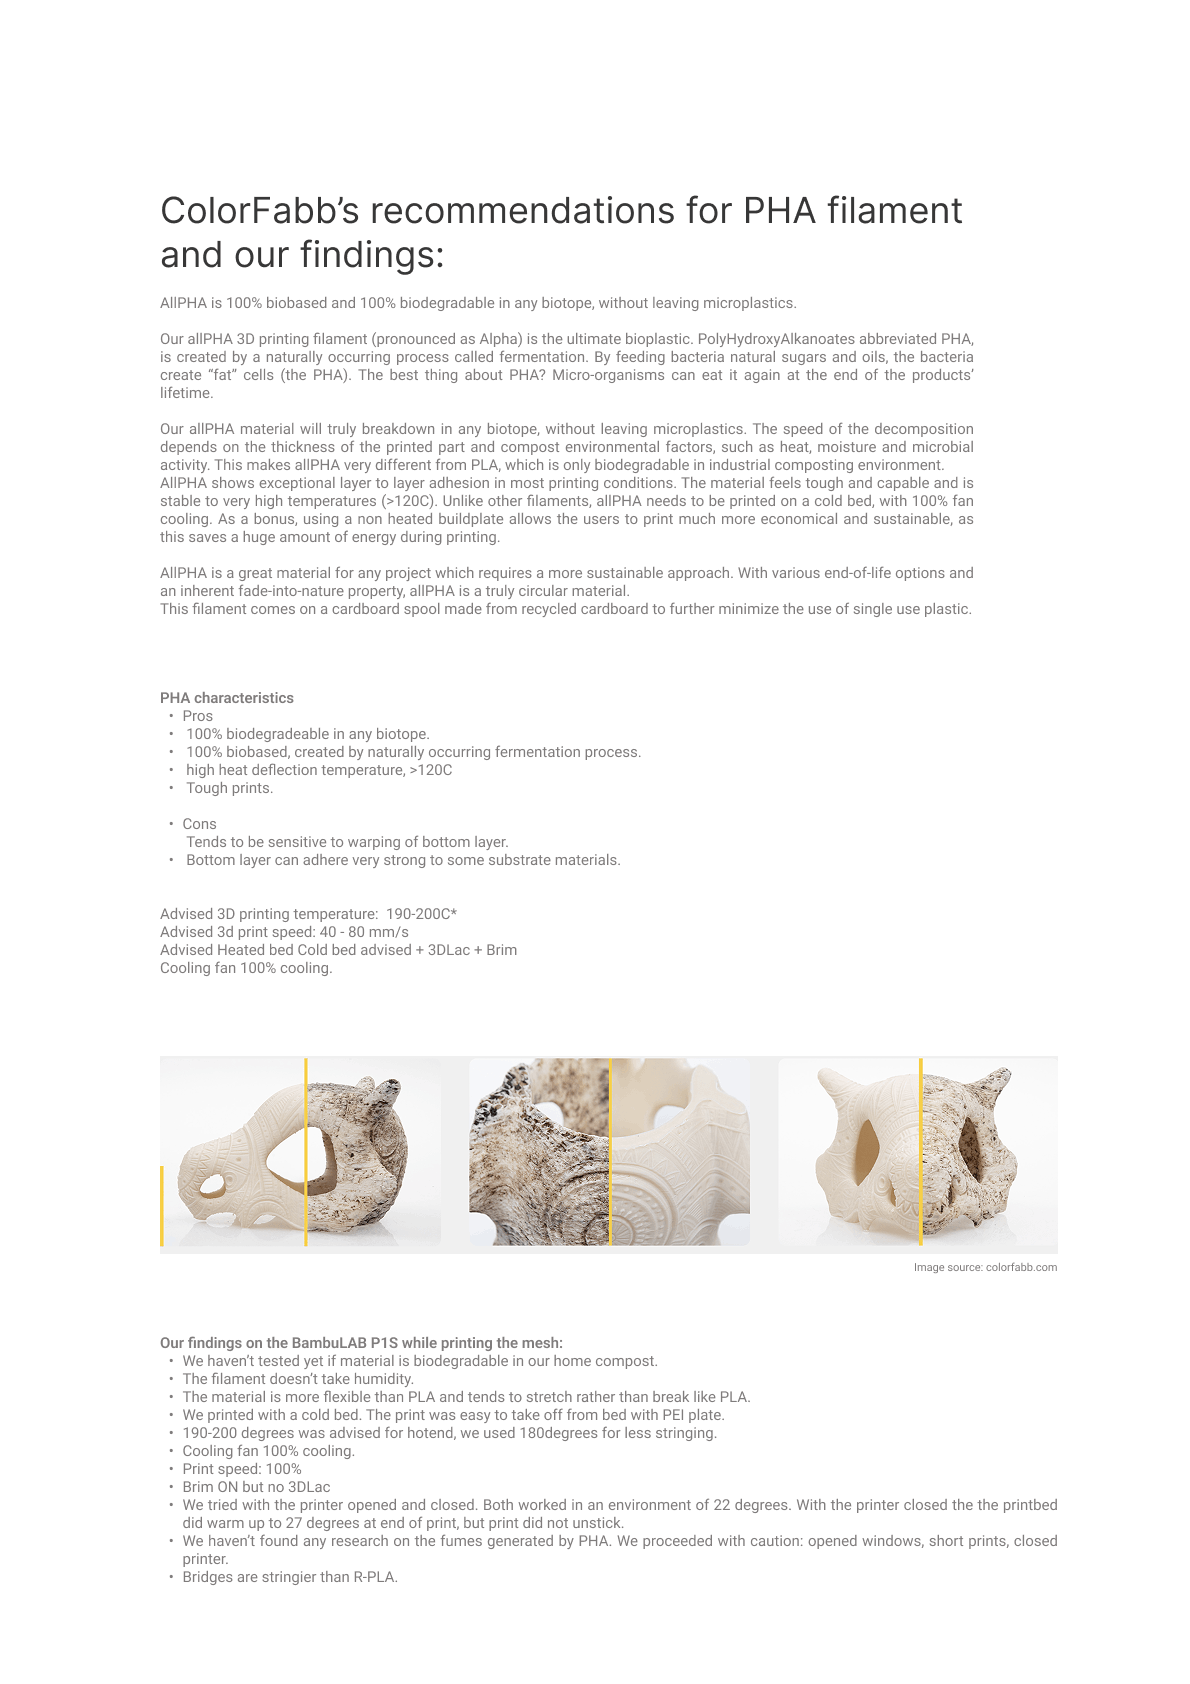 ColorFabb’s recommendations for PHA filament
and our findings:
AllPHA is 100% biobased and 100% biodegradable in any biotope, without leaving microplastics.
Our allPHA 3D printing filament (pronounced as Alpha) is the ultimate bioplastic. PolyHydroxyAlkanoates abbreviated PHA,
is created by a naturally occurring process called fermentation. By feeding bacteria natural sugars and oils, the bacteria
create “fat” cells (the PHA). The best thing about PHA? Micro-organisms can eat it again at the end of the products’
lifetime.
Our allPHA material will truly breakdown in any biotope, without leaving microplastics. The speed of the decomposition
depends on the thickness of the printed part and compost environmental factors, such as heat, moisture and microbial
activity. This makes allPHA very different from PLA, which is only biodegradable in industrial composting environment.
AllPHA shows exceptional layer to layer adhesion in most printing conditions. The material feels tough and capable and is
stable to very high temperatures (>120C). Unlike other filaments, allPHA needs to be printed on a cold bed, with 100% fan
cooling. As a bonus, using a non heated buildplate allows the users to print much more economical and sustainable, as
this saves a huge amount of energy during printing.
AllPHA is a great material for any project which requires a more sustainable approach. With various end-of-life options and
an inherent fade-into-nature property, allPHA is a truly circular material.
This filament comes on a cardboard spool made from recycled cardboard to further minimize the use of single use plastic.
PHA characteristics
• Pros
• 100% biodegradeable in any biotope.
• 100% biobased, created by naturally occurring fermentation process.
• high heat deflection temperature, >120C
• Tough prints.
• Cons
Tends to be sensitive to warping of bottom layer.
• Bottom layer can adhere very strong to some substrate materials.
Advised 3D printing temperature: 190-200C*
Advised 3d print speed: 40 - 80 mm/s
Advised Heated bed Cold bed advised + 3DLac + Brim
Cooling fan 100% cooling.
Image source: colorfabb.com
Our findings on the BambuLAB P1S while printing the mesh:
• We haven’t tested yet if material is biodegradable in our home compost.
• The filament doesn’t take humidity.
• The material is more flexible than PLA and tends to stretch rather than break like PLA.
• We printed with a cold bed. The print was easy to take off from bed with PEI plate.
• 190-200 degrees was advised for hotend, we used 180degrees for less stringing.
• Cooling fan 100% cooling.
• Print speed: 100%
• Brim ON but no 3DLac
• We tried with the printer opened and closed. Both worked in an environment of 22 degrees. With the printer closed the the printbed
did warm up to 27 degrees at end of print, but print did not unstick.
• We haven’t found any research on the fumes generated by PHA. We proceeded with caution: opened windows, short prints, closed
printer.
• Bridges are stringier than R-PLA.